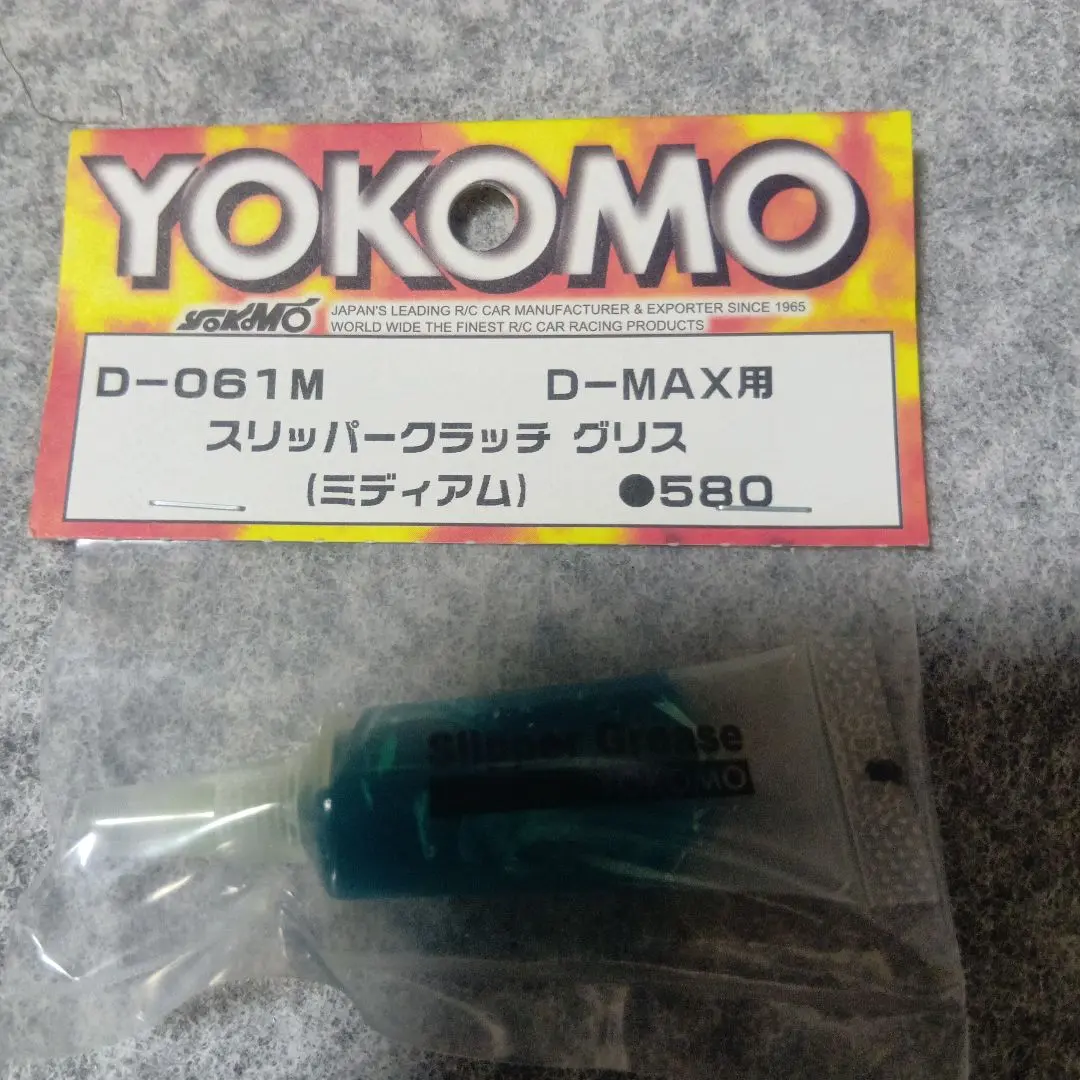 YOKOMO
YOKOMO
JAPAN'S LEADING R/C CAR MANUFACTURER & EXPORTER SINCE 1965
WORLD WIDE THE FINEST R/C CAR RACING PRODUCTS
D-061M D-MAX用
スリッパークラッチ グリス
(ミディアム) ●580
Slipper Grease
YOKOMO